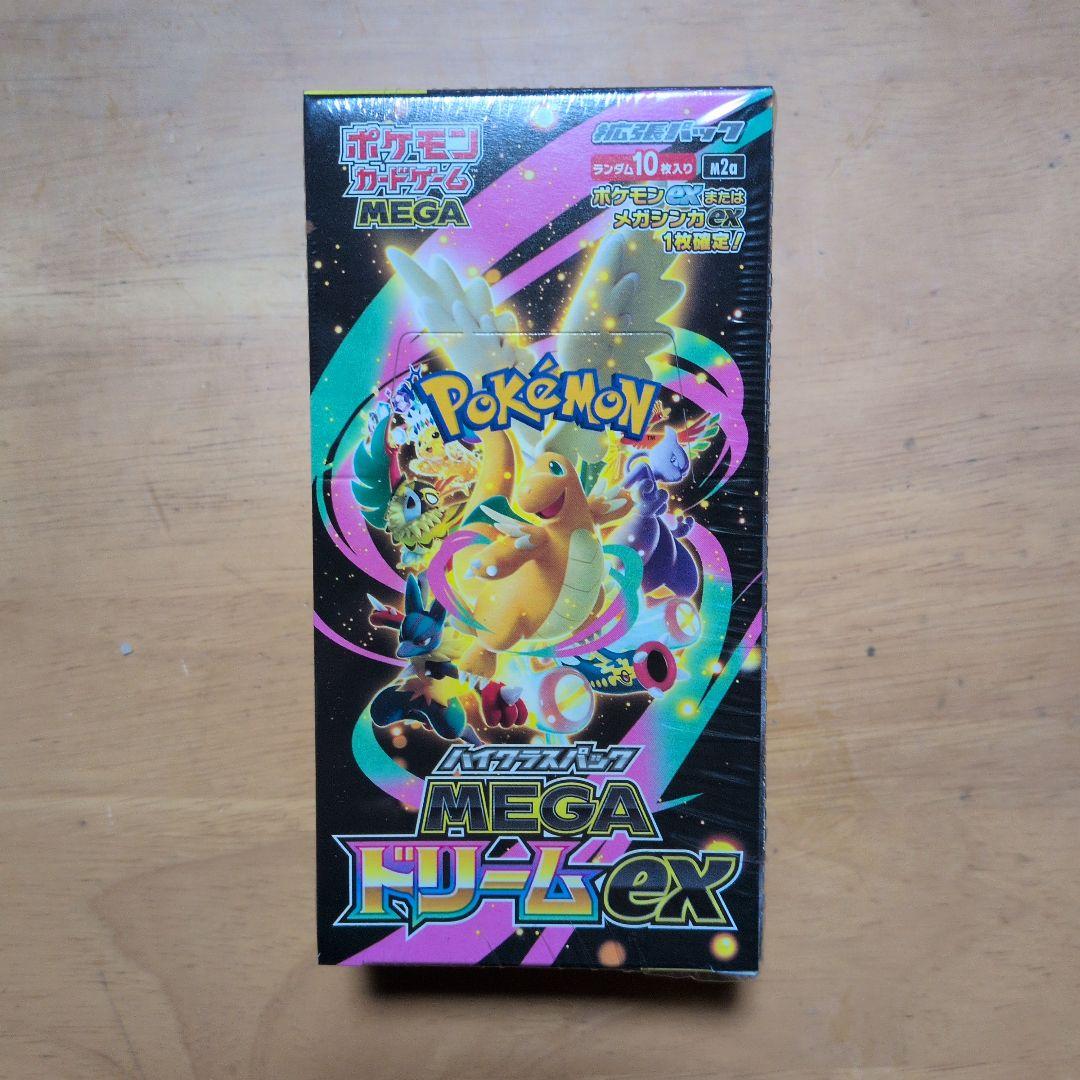 ポケモン
カードゲーム
MEGA
拡張パック
ランダム10枚入り M2a
ポケモンexまたは
メガシンカex
1枚確定!
POKéMON
TM
ハイクラスパック
MEGA
ドリームex